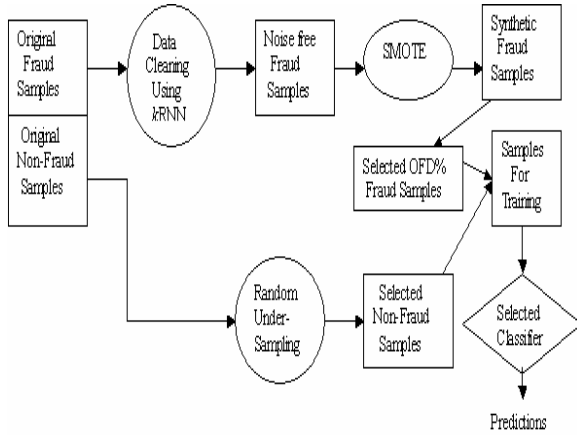 Original
Fraud
Samples
Data
Cleaning
Using
kRNN
Noise free
Fraud
Samples
SMOTE
Synthetic
Fraud
Samples
Original
Non-Fraud
Samples
Selected OFD%
Fraud Samples
Samples
For
Training
Random
Under-
Sampling
Selected
Non-Fraud
Samples
Selected
Classifier
Predictions